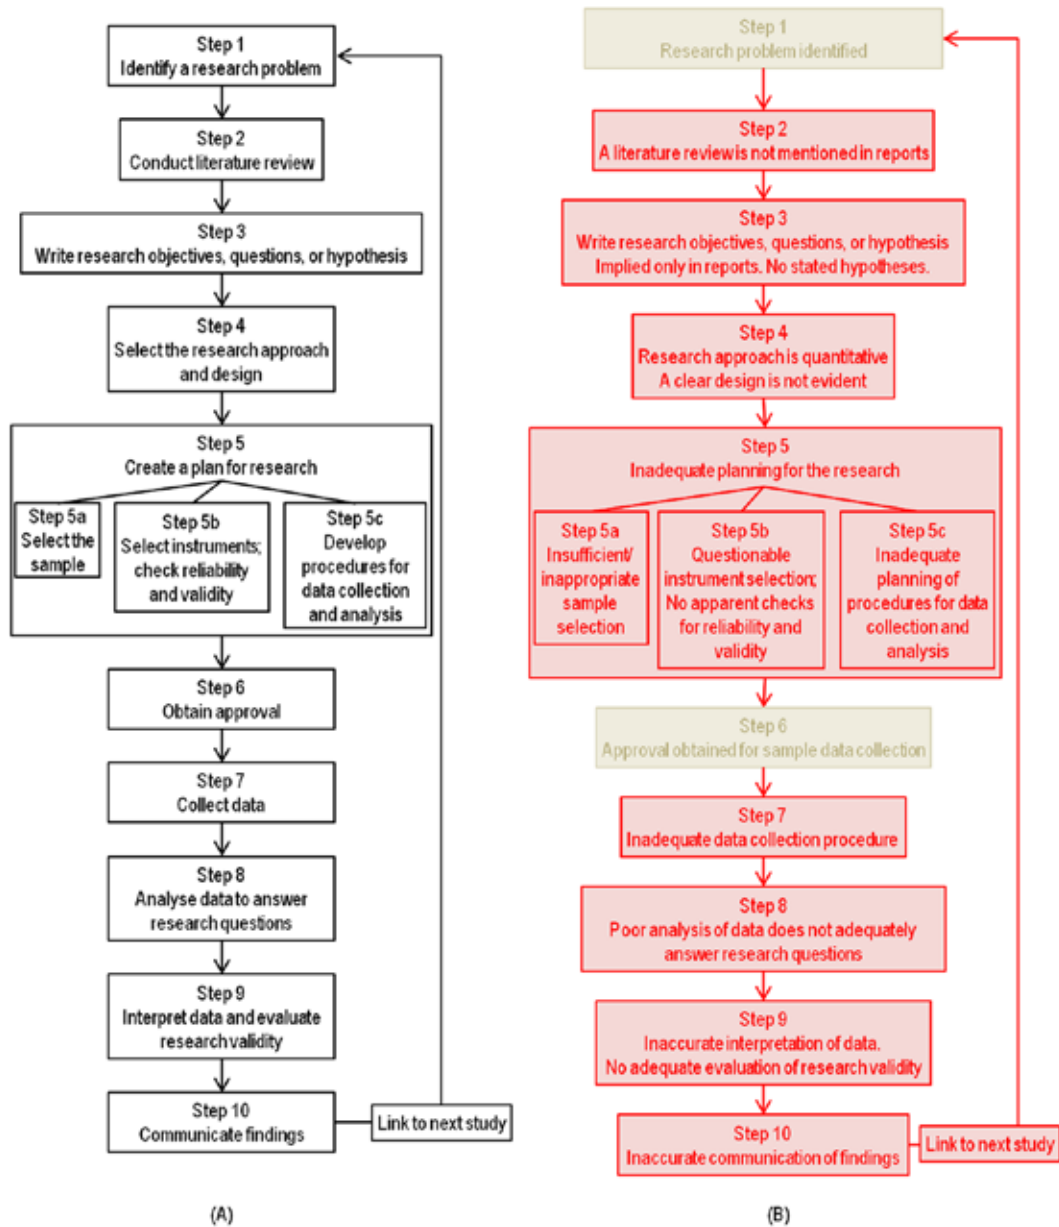 Step 1
Identify a research problem
Step 2
Conduct literature review
Step 3
Write research objectives, questions, or hypothesis
Step 4
Select the research approach
and design
Step 5
Create a plan for research
Step 5a
Select the
sample
Step 5b
Select instruments;
check reliability
and validity
Step 5c
Develop
procedures for
data collection
and analysis
Step 6
Obtain approval
Step 7
Collect data
Step 8
Analyse data to answer
research questions
Step 9
Interpret data and evaluate
research validity
Step 10
Communicate findings
Link to next study
(A)
Step 1
Research problem identified
Step 2
A literature review is not mentioned in reports
Step 3
Write research objectives, questions, or hypothesis
Implied only in reports. No stated hypotheses.
Step 4
Research approach is quantitative
A clear design is not evident
Step 5
Inadequate planning for the research
Step 5a
Insufficient/
inappropriate
sample
selection
Step 5b
Questionable
instrument selection;
No apparent checks
for reliability and
validity
Step 5c
Inadequate
planning of
procedures for data
collection and
analysis
Step 6
Approval obtained for sample data collection
Step 7
Inadequate data collection procedure
Step 8
Poor analysis of data does not adequately
answer research questions
Step 9
Inaccurate interpretation of data.
No adequate evaluation of research validity
Step 10
Inaccurate communication of findings
Link to next study
(B)